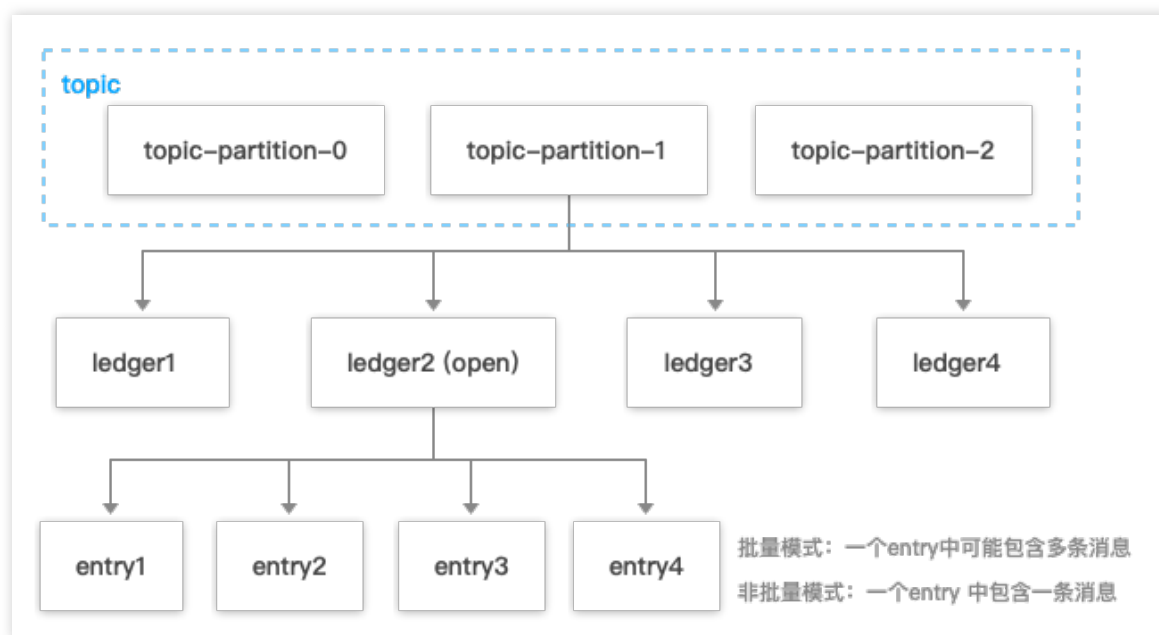 topic
topic-partition-0
topic-partition-1
topic-partition-2
ledger1
ledger2 (open)
ledger3
ledger4
entry1
entry2
entry3
entry4
批量模式：一个entry中可能包含多条消息
非批量模式：一个entry 中包含一条消息